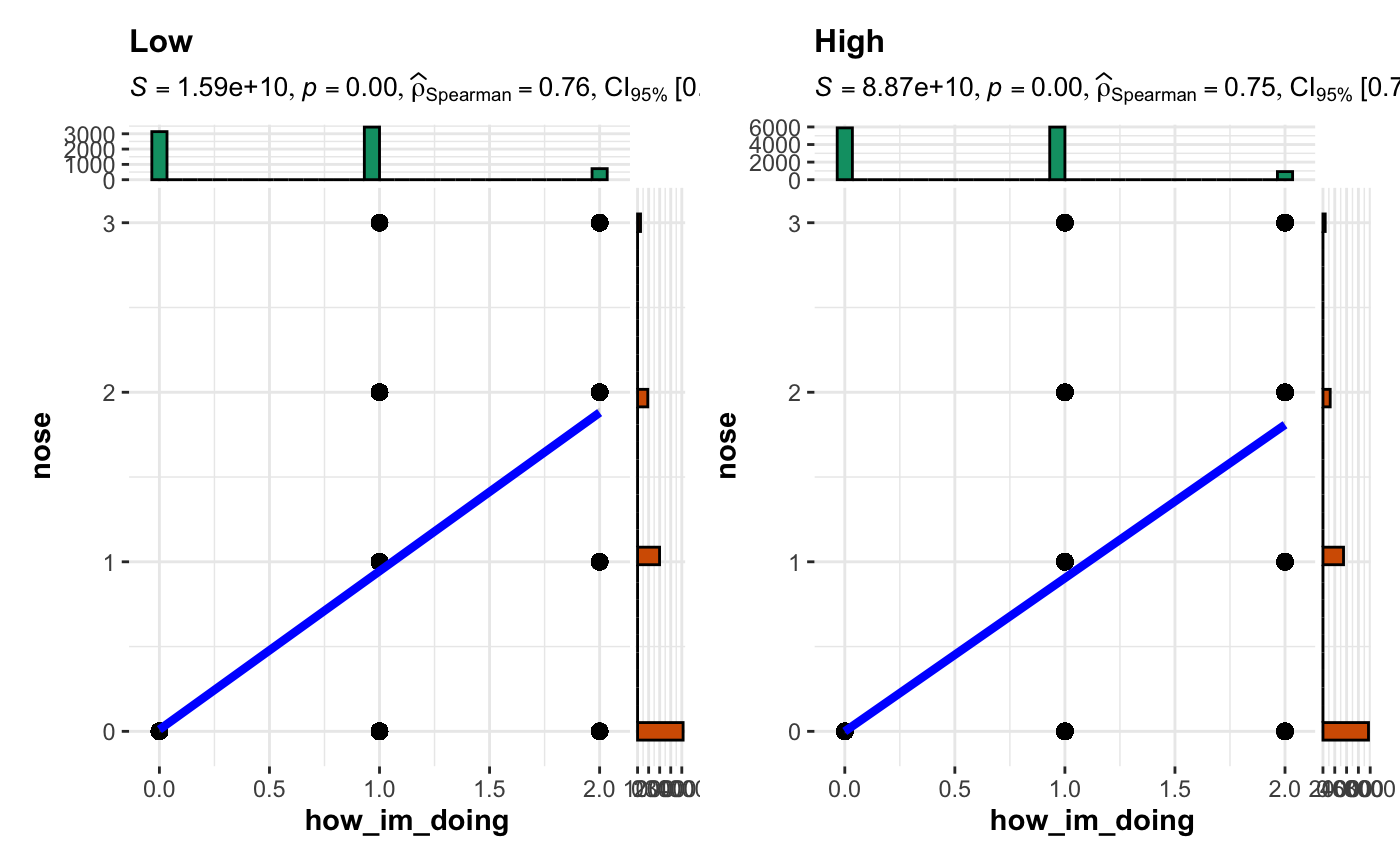 Low
S = 1.59e+10, p = 0.00, ρ̂Spearman = 0.76, CI95% [0.
3000
2000
1000
0
nose
3
2
1
0
0.0 0.5 1.0 1.5 2.0
how_im_doing
High
S = 8.87e+10, p = 0.00, ρ̂Spearman = 0.75, CI95% [0.7
6000
4000
2000
0
nose
3
2
1
0
0.0 0.5 1.0 1.5 2.0
how_im_doing